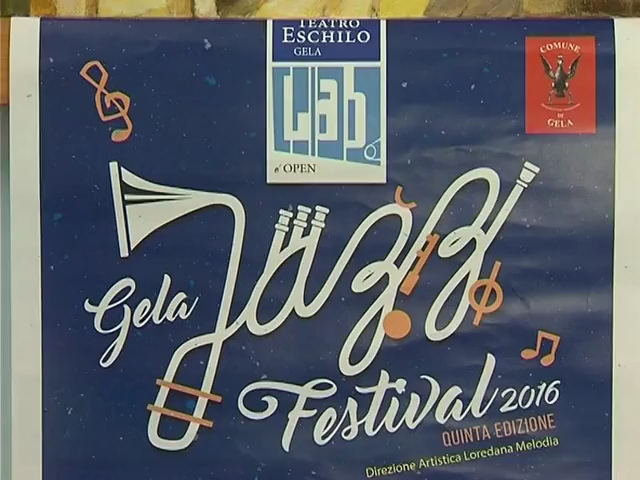 TEATRO
ESCHILO
GELA
Lab
e' OPEN
COMUNE
DI
GELA
Gela Jazz
Festival 2016
QUINTA EDIZIONE
Direzione Artistica Loredana Melodia